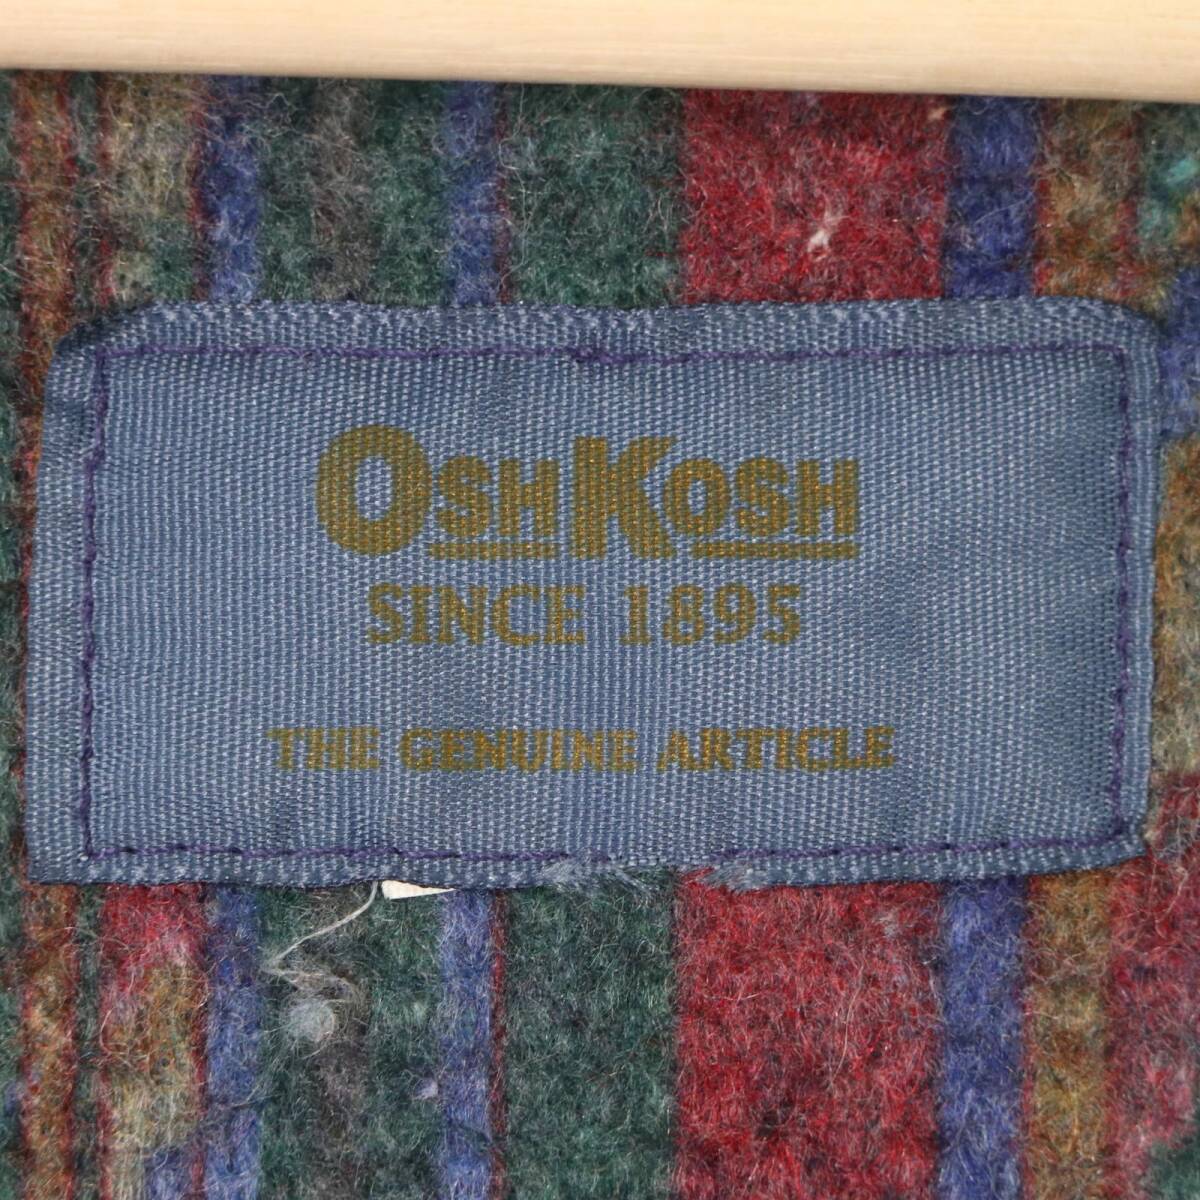 OSHKOSH
SINCE 1895
THE GENUINE ARTICLE